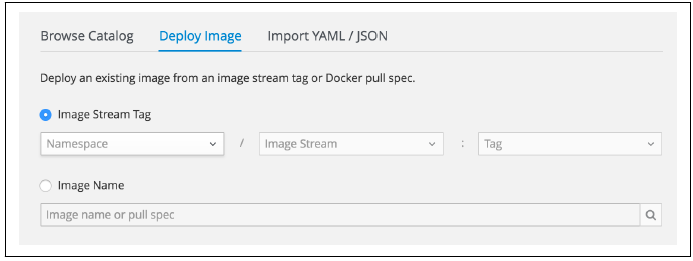 Browse Catalog Deploy Image Import YAML / JSON
Deploy an existing image from an image stream tag or Docker pull spec.
Image Stream Tag
Namespace / Image Stream : Tag
Image Name
Image name or pull spec